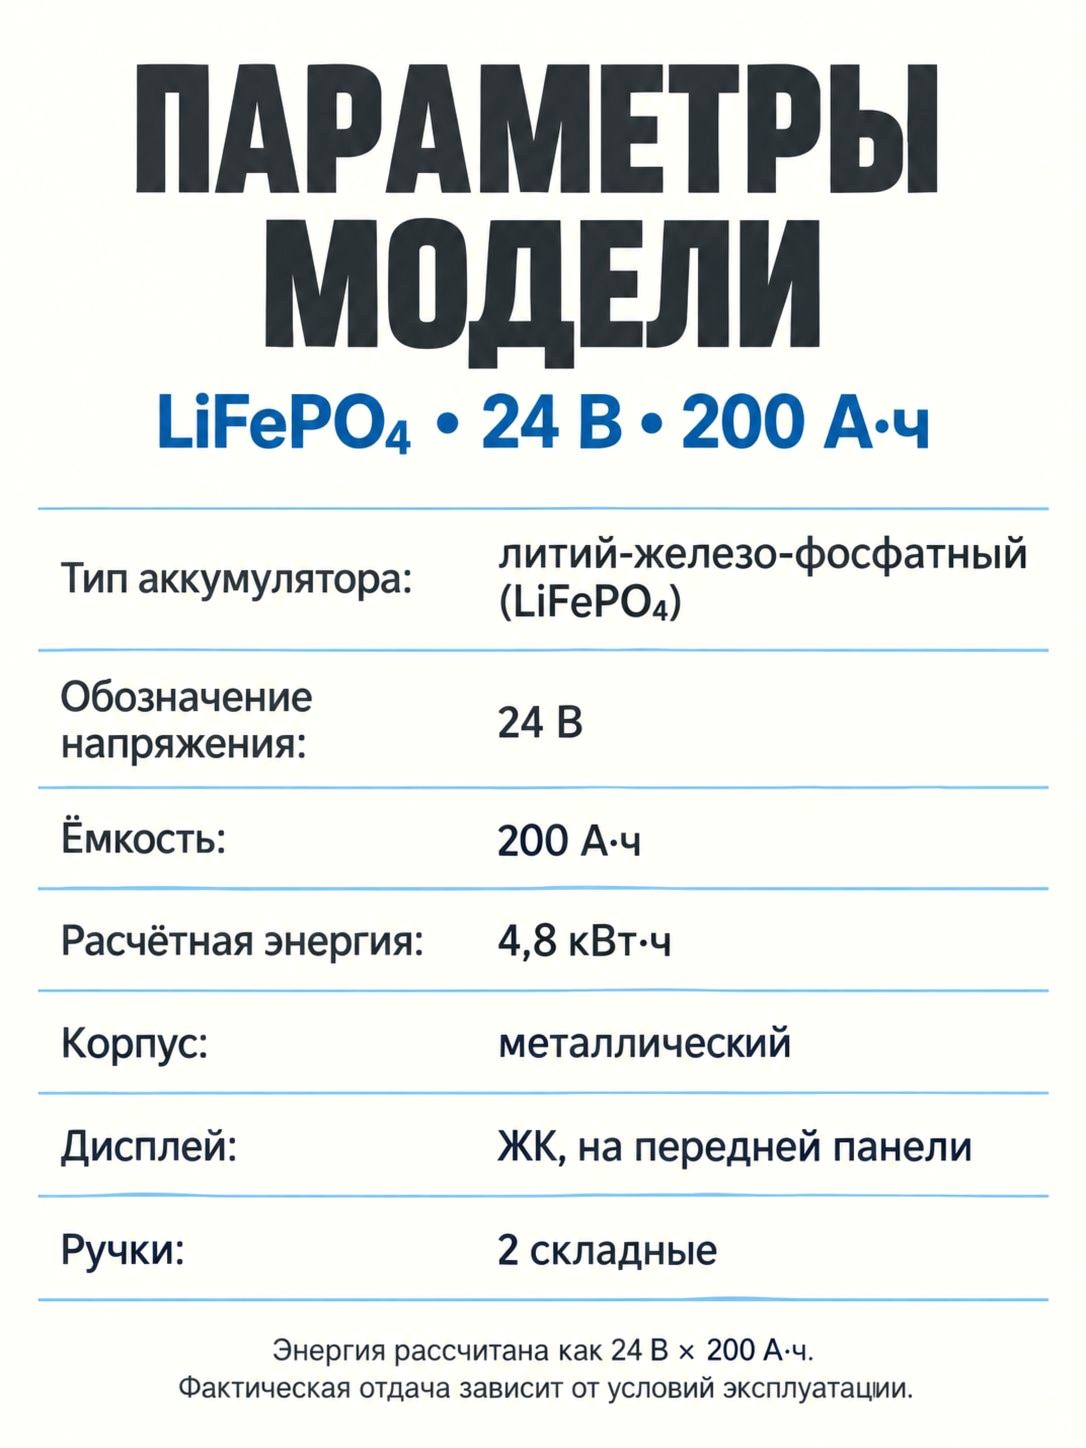 ПАРАМЕТРЫ
МОДЕЛИ
LiFePO₄ • 24 В • 200 А·ч
Тип аккумулятора:
литий-железо-фосфатный
(LiFePO₄)
Обозначение
напряжения:
24 В
Ёмкость:
200 А·ч
Расчётная энергия:
4,8 кВт·ч
Корпус:
металлический
Дисплей:
ЖК, на передней панели
Ручки:
2 складные
Энергия рассчитана как 24 В × 200 А·ч.
Фактическая отдача зависит от условий эксплуатации.